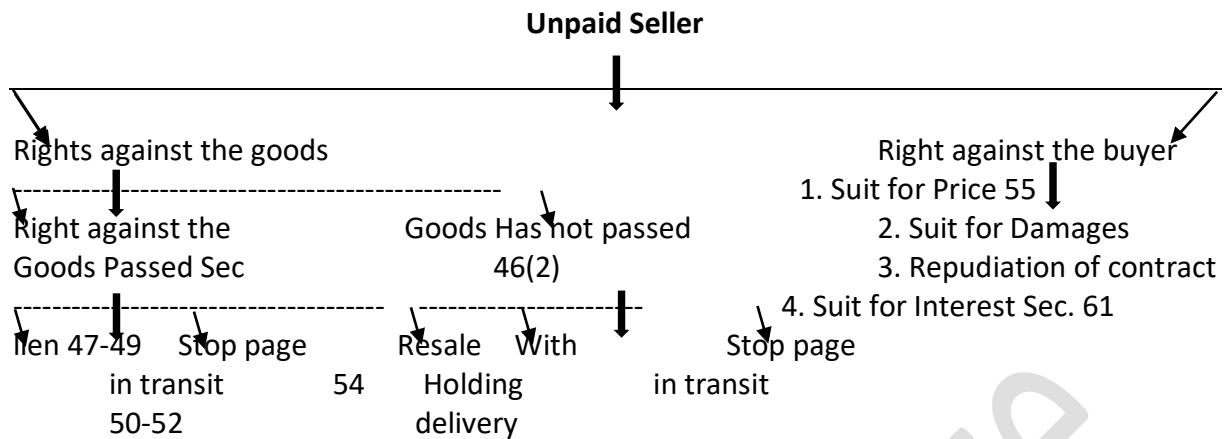 Unpaid Seller
Rights against the goods Right against the buyer
1. Suit for Price 55
Right against the Goods Has not passed 2. Suit for Damages
Goods Passed Sec 46(2) 3. Repudiation of contract
4. Suit for Interest Sec. 61
lien 47-49 Stop page Resale With Stop page
in transit 54 Holding in transit
50-52 delivery